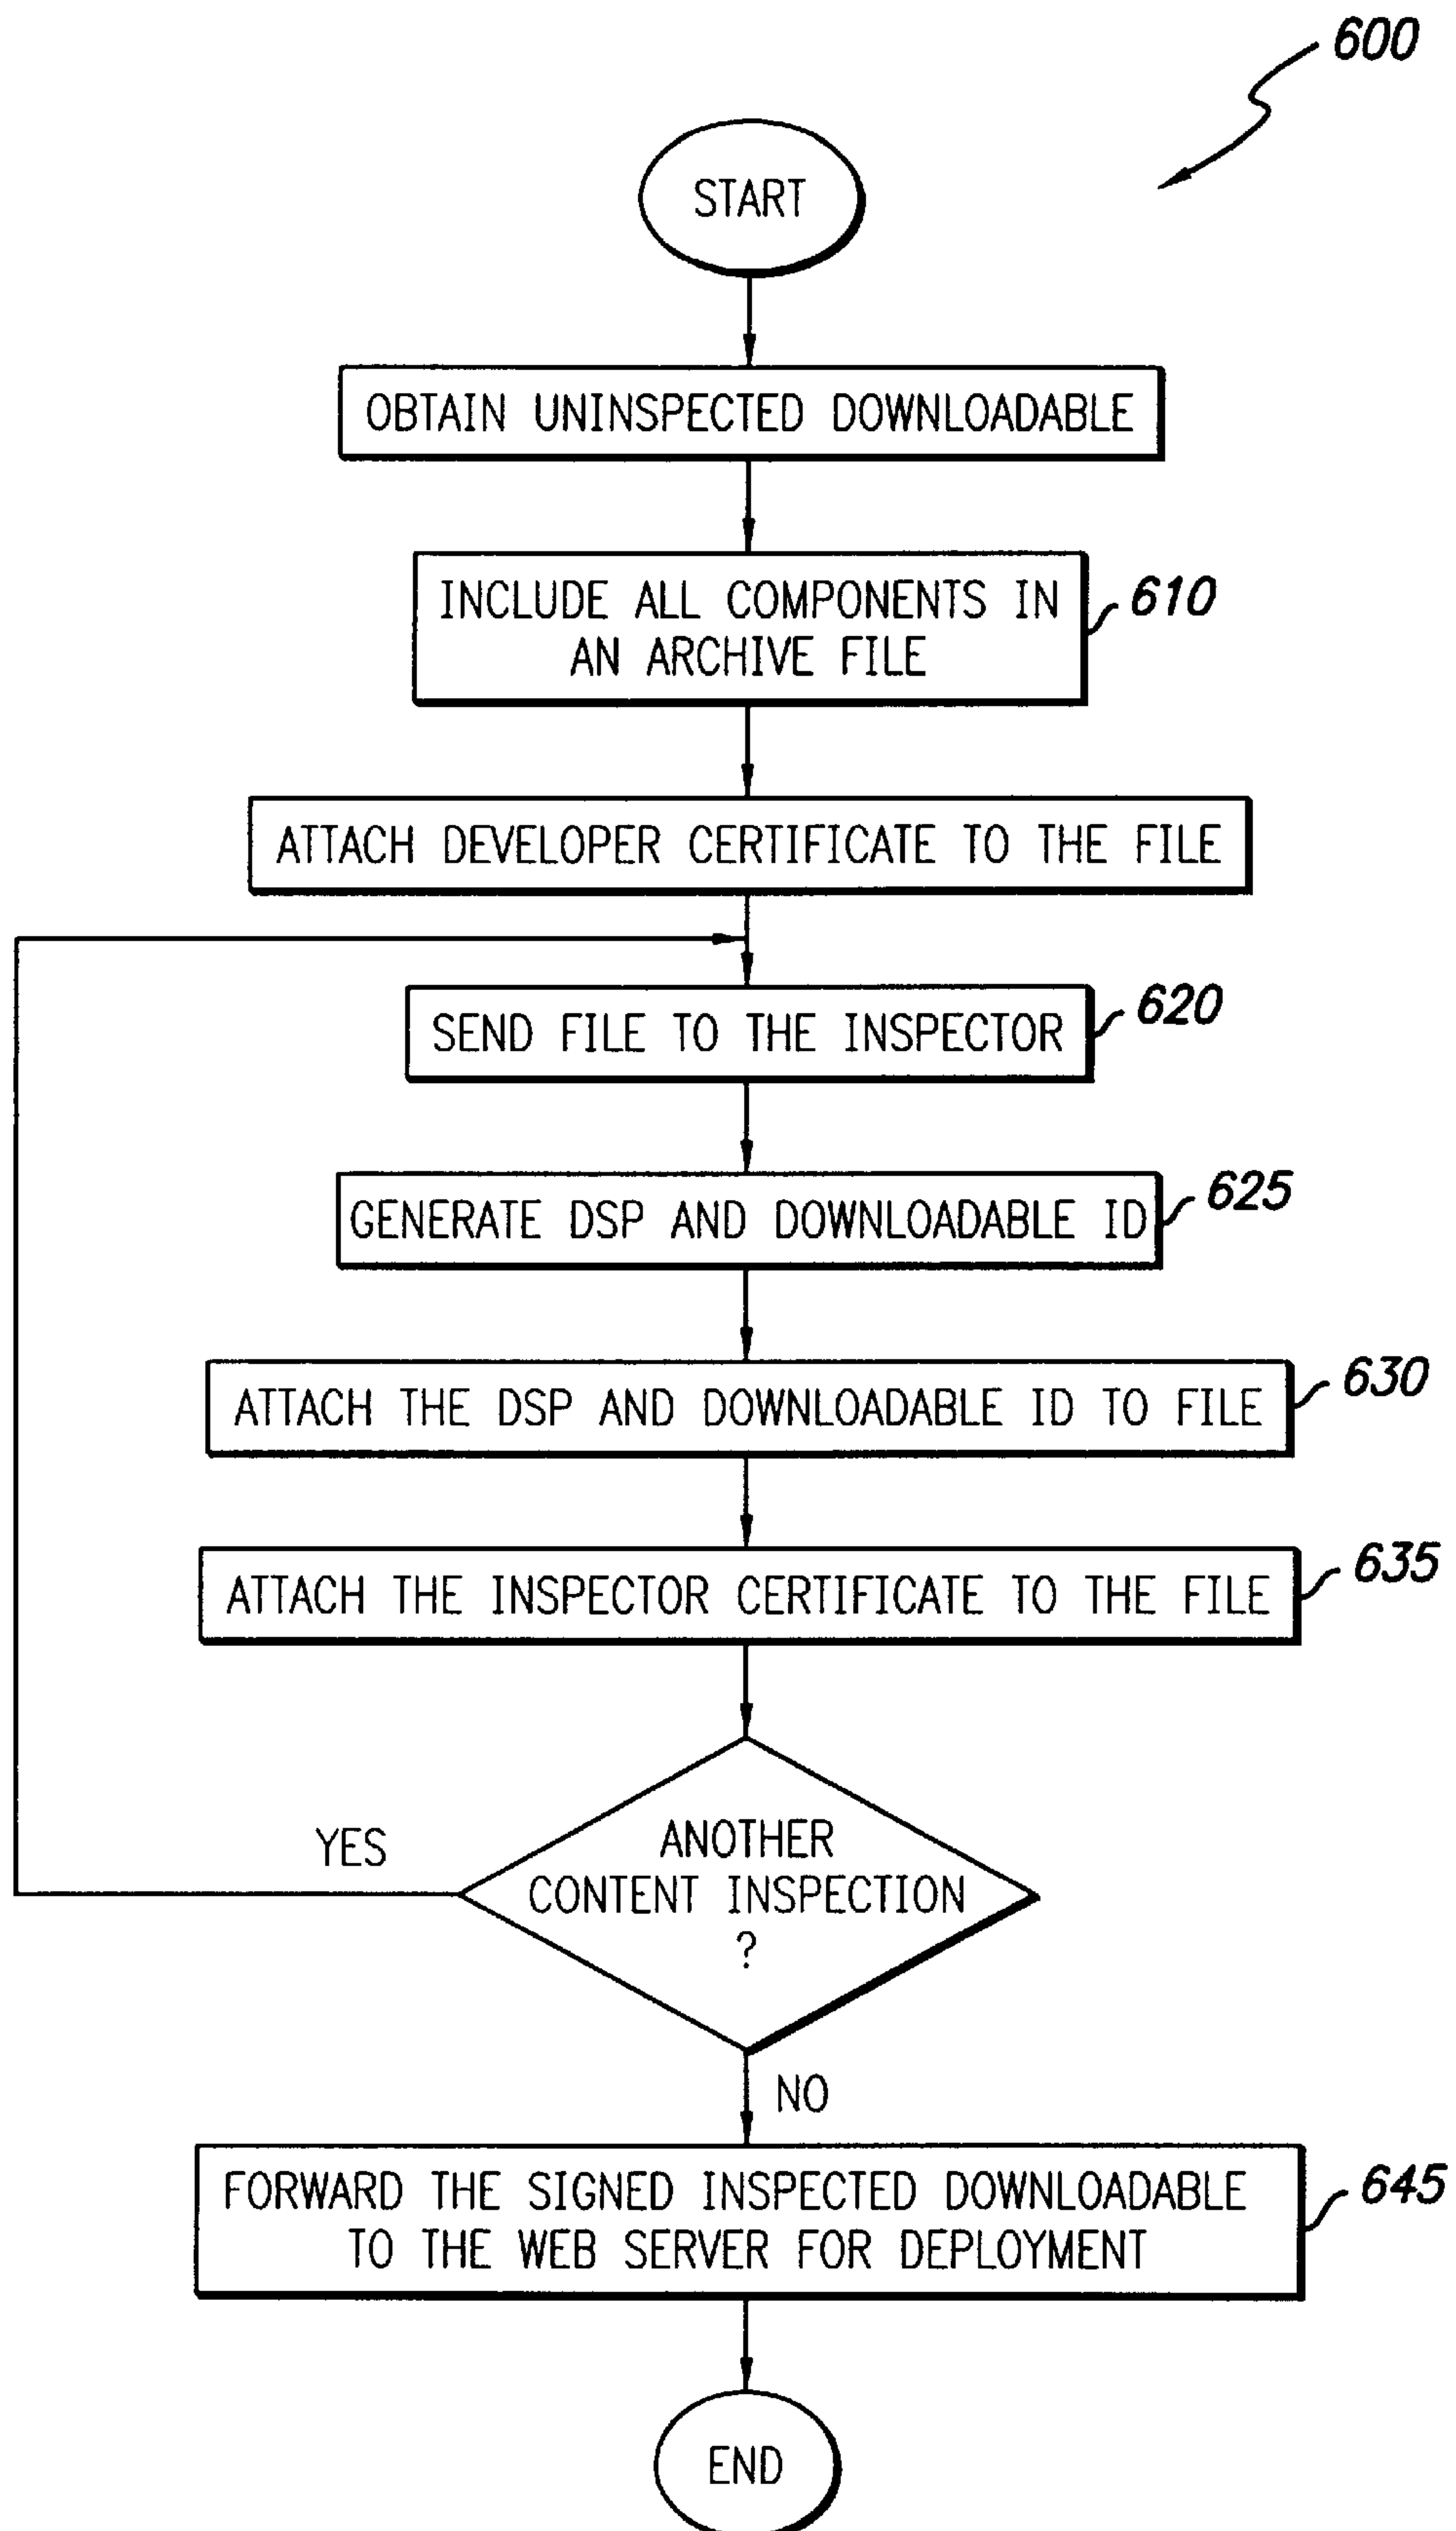 600
START
OBTAIN UNINSPECTED DOWNLOADABLE
INCLUDE ALL COMPONENTS IN
AN ARCHIVE FILE
610
ATTACH DEVELOPER CERTIFICATE TO THE FILE
SEND FILE TO THE INSPECTOR
620
GENERATE DSP AND DOWNLOADABLE ID
625
ATTACH THE DSP AND DOWNLOADABLE ID TO FILE
630
ATTACH THE INSPECTOR CERTIFICATE TO THE FILE
635
YES
ANOTHER
CONTENT INSPECTION
?
NO
FORWARD THE SIGNED INSPECTED DOWNLOADABLE
TO THE WEB SERVER FOR DEPLOYMENT
645
END